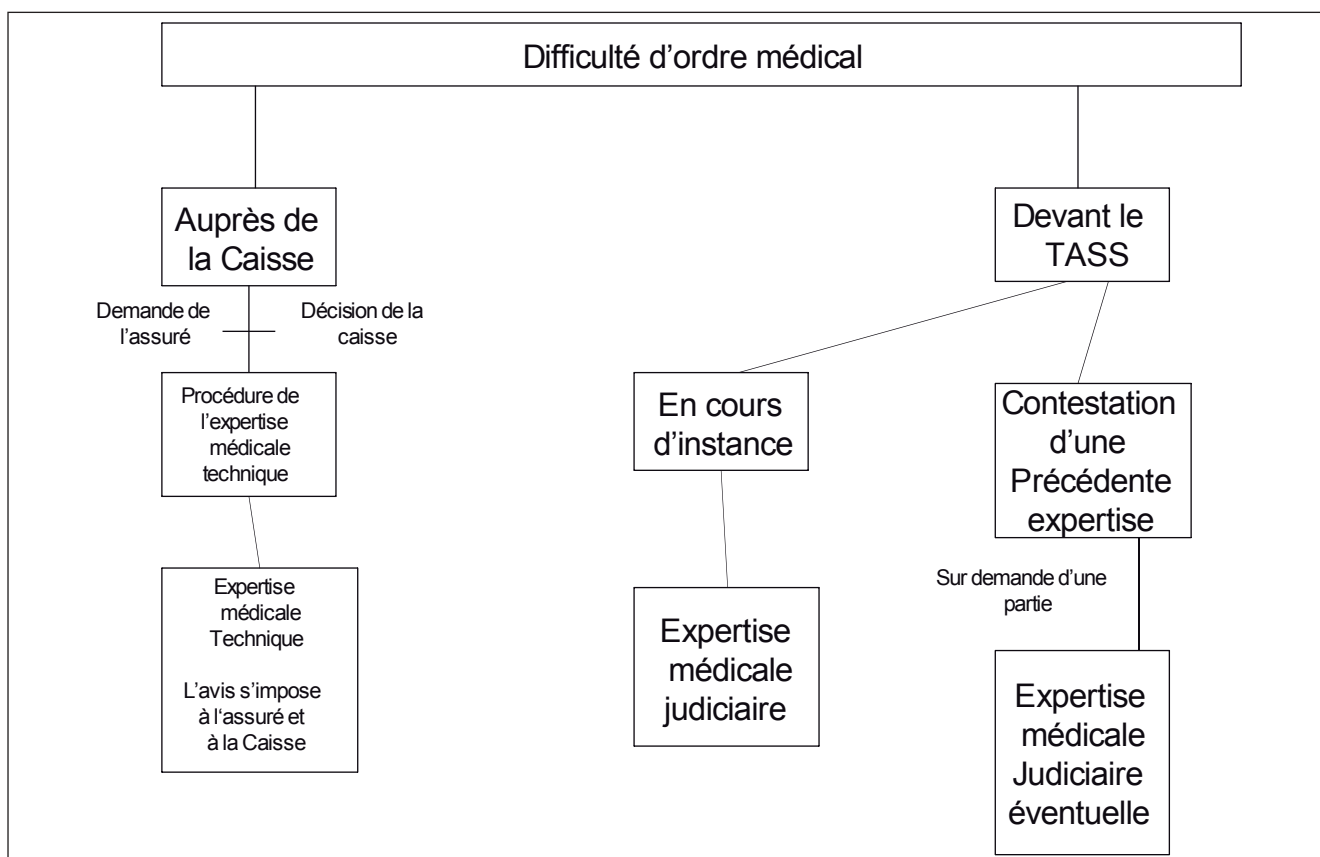 Difficulté d’ordre médical
Auprès de
la Caisse
Demande de
l’assuré
Décision de la
caisse
Procédure de
l’expertise
médicale
technique
Expertise
médicale
Technique
L’avis s’impose
à l‘assuré et
à la Caisse
Devant le
TASS
En cours
d’instance
Expertise
médicale
judiciaire
Contestation
d’une
Précédente
expertise
Sur demande d’une
partie
Expertise
médicale
Judiciaire
éventuelle